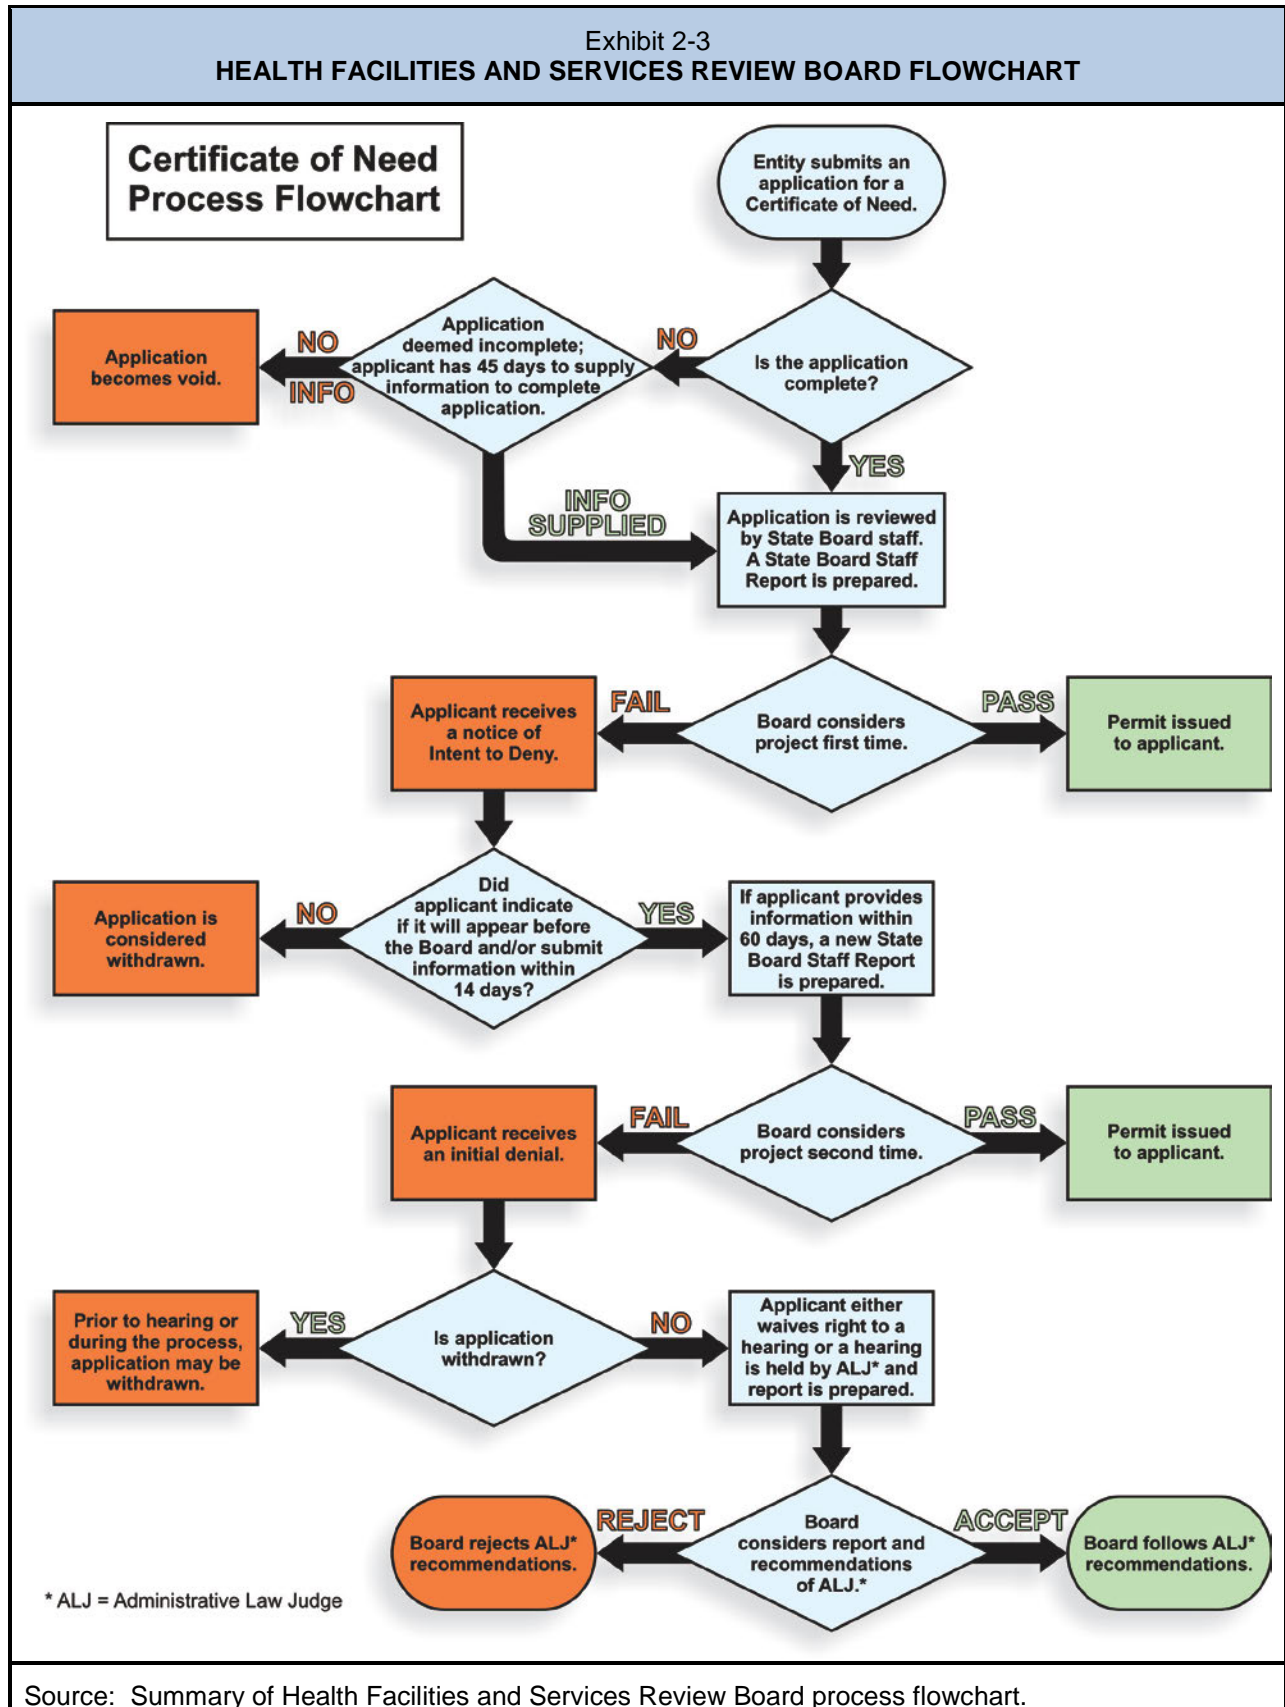 Exhibit 2-3
HEALTH FACILITIES AND SERVICES REVIEW BOARD FLOWCHART
Certificate of Need
Process Flowchart
Entity submits an
application for a
Certificate of Need.
Is the application
complete?
NO
Application
deemed incomplete;
applicant has 45 days to supply
information to complete
application.
NO
INFO
Application
becomes void.
YES
INFO
SUPPLIED
Application is reviewed
by State Board staff.
A State Board Staff
Report is prepared.
Board considers
project first time.
FAIL
PASS
Applicant receives
a notice of
Intent to Deny.
Permit issued
to applicant.
Did
applicant indicate
if it will appear before
the Board and/or submit
information within
14 days?
NO
YES
Application is
considered
withdrawn.
If applicant provides
information within
60 days, a new State
Board Staff Report
is prepared.
Board considers
project second time.
FAIL
PASS
Applicant receives
an initial denial.
Permit issued
to applicant.
Is application
withdrawn?
YES
NO
Prior to hearing or
during the process,
application may be
withdrawn.
Applicant either
waives right to a
hearing or a hearing
is held by ALJ* and
report is prepared.
Board
considers report and
recommendations
of ALJ.*
REJECT
ACCEPT
Board rejects ALJ*
recommendations.
Board follows ALJ*
recommendations.
* ALJ = Administrative Law Judge
Source: Summary of Health Facilities and Services Review Board process flowchart.